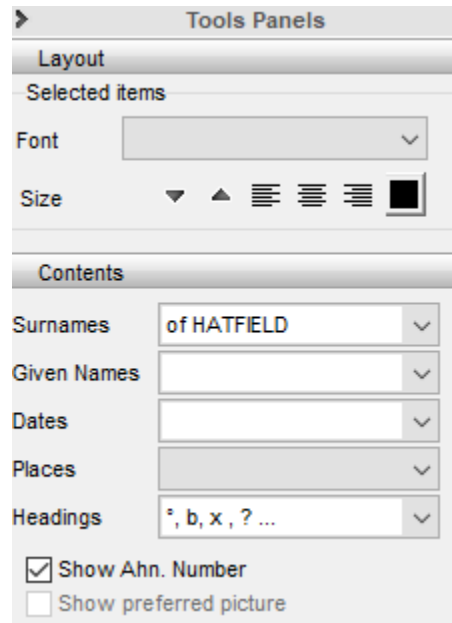 Tools Panels
Layout
Selected items
Font
Size
Contents
Surnames of HATFIELD
Given Names
Dates
Places
Headings °, b, x , ? ...
Show Ahn. Number
Show preferred picture